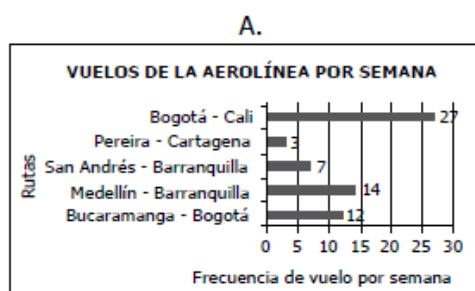 A.
VUELOS DE LA AEROLÍNEA POR SEMANA
Rutas
Bogotá - Cali 27
Pereira - Cartagena 3
San Andrés - Barranquilla 7
Medellín - Barranquilla 14
Bucaramanga - Bogotá 12
0 5 10 15 20 25 30
Frecuencia de vuelo por semana